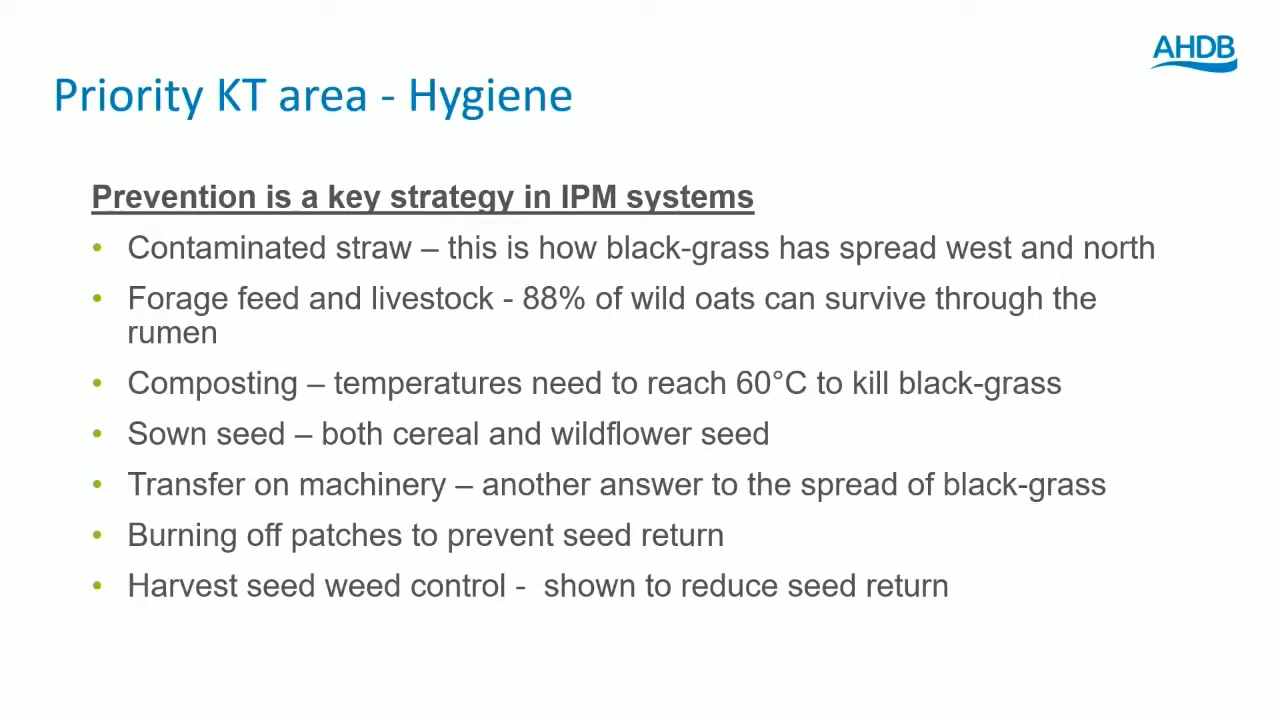 AHDB
Priority KT area - Hygiene
Prevention is a key strategy in IPM systems
• Contaminated straw – this is how black-grass has spread west and north
• Forage feed and livestock - 88% of wild oats can survive through the
rumen
• Composting – temperatures need to reach 60°C to kill black-grass
• Sown seed – both cereal and wildflower seed
• Transfer on machinery – another answer to the spread of black-grass
• Burning off patches to prevent seed return
• Harvest seed weed control -  shown to reduce seed return